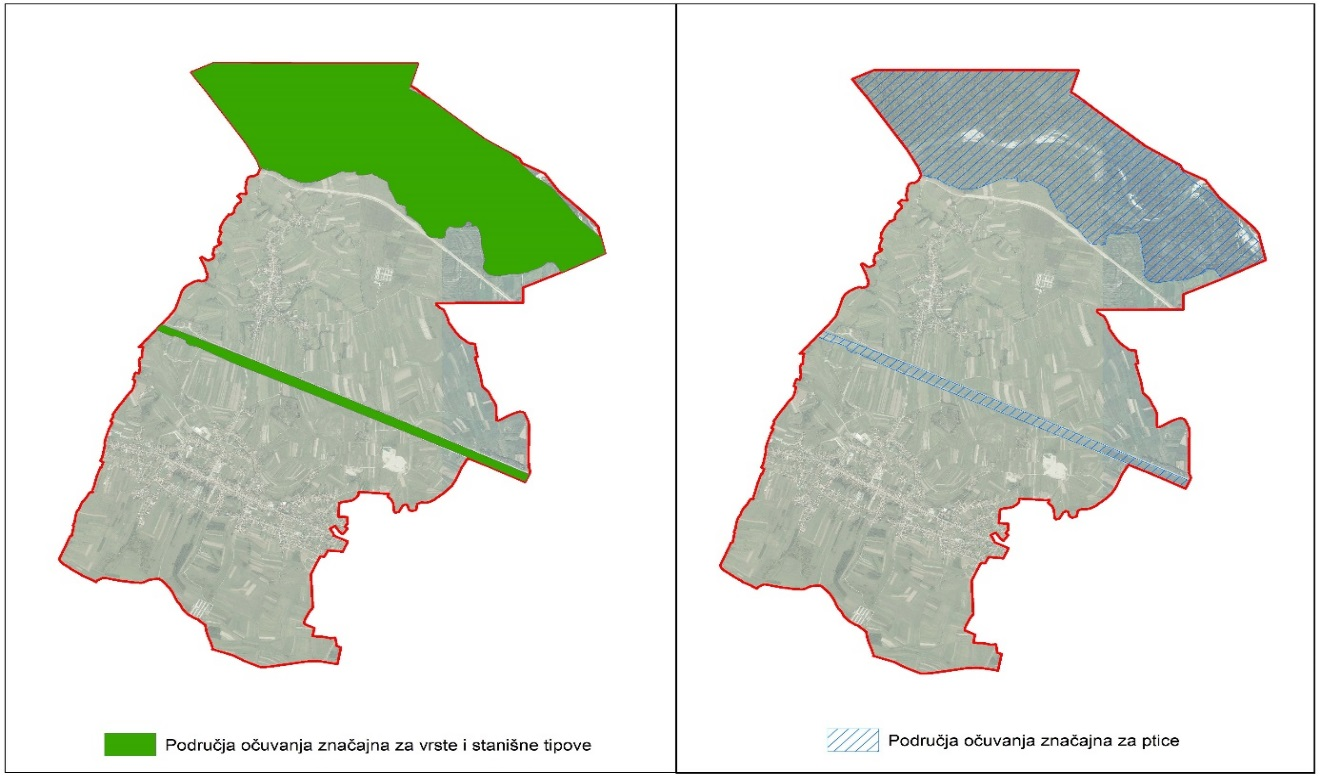 Područja očuvanja značajna za vrste i stanišne tipove
Područja očuvanja značajna za ptice